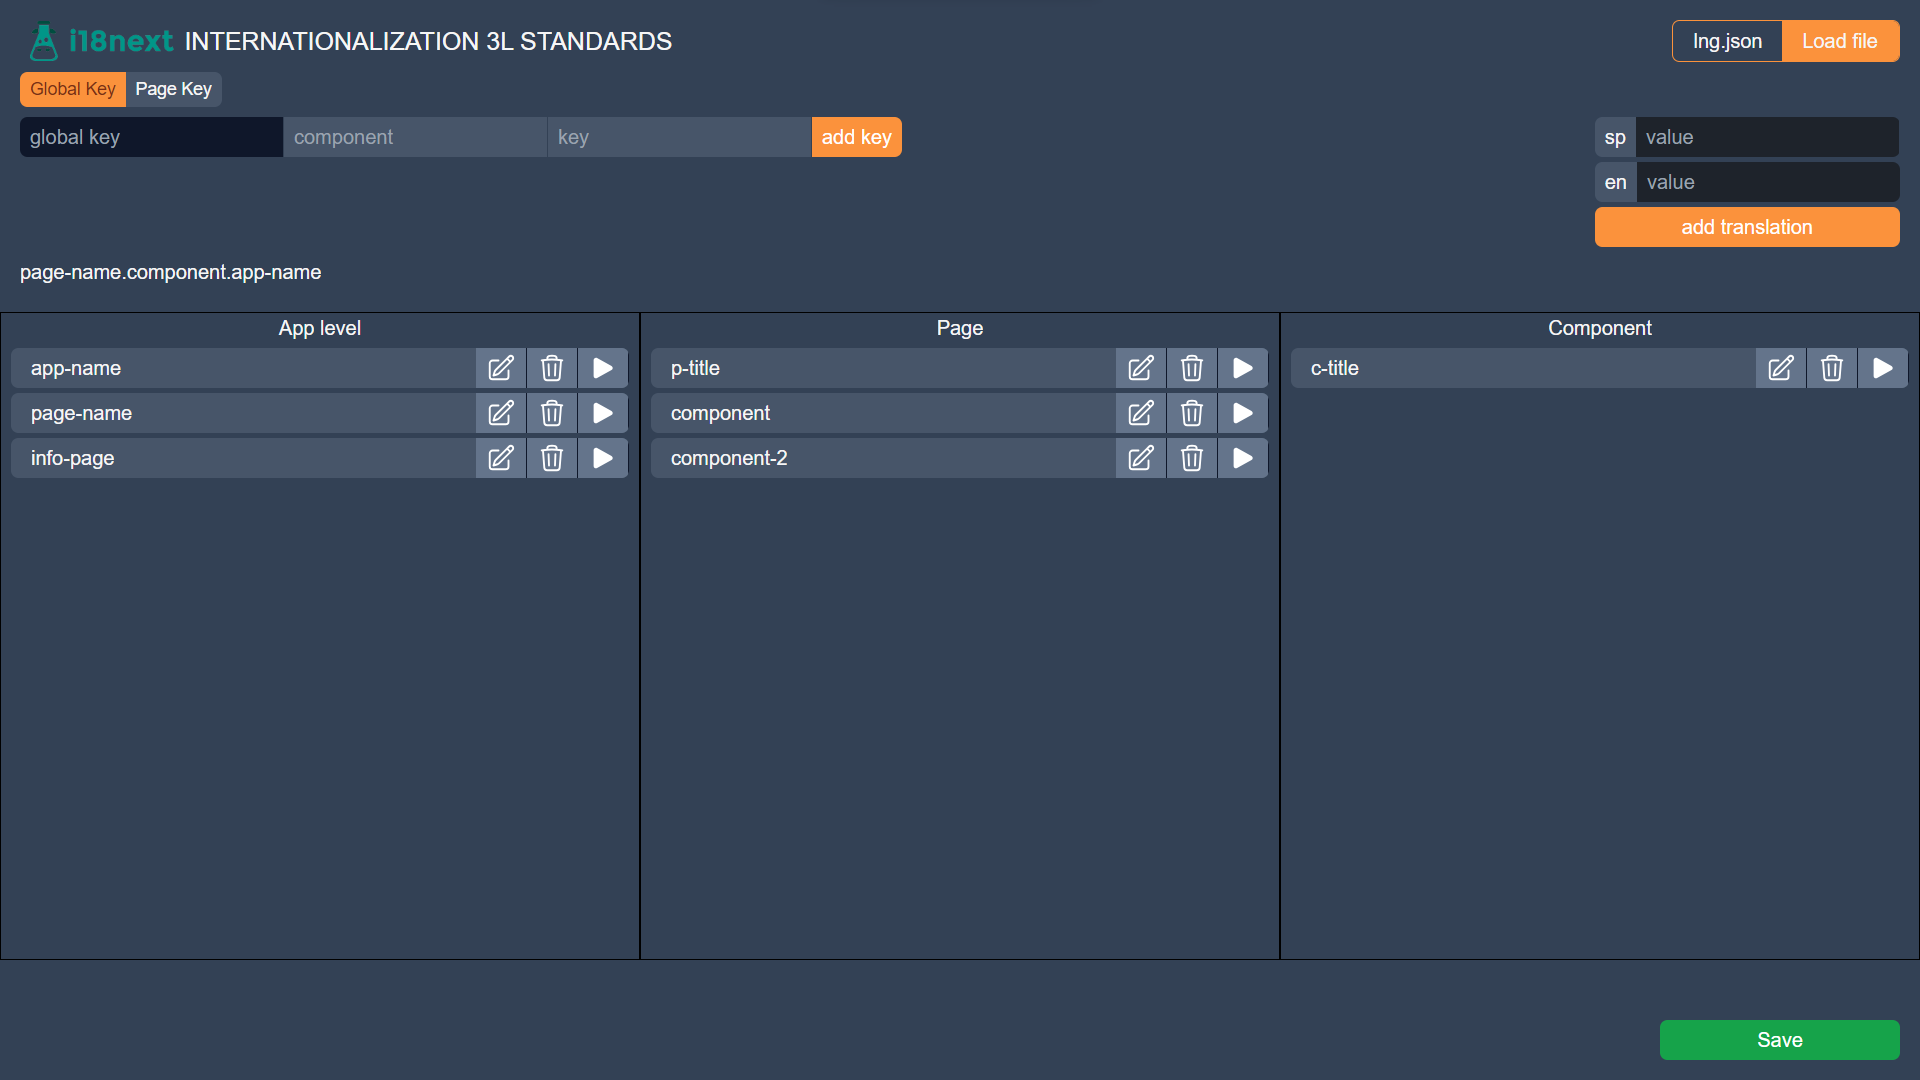 i18next INTERNATIONALIZATION 3L STANDARDS
lng.json Load file
Global Key Page Key
global key component key add key
sp value
en value
add translation
page-name.component.app-name
App level
app-name
page-name
info-page
Page
p-title
component
component-2
Component
c-title
Save